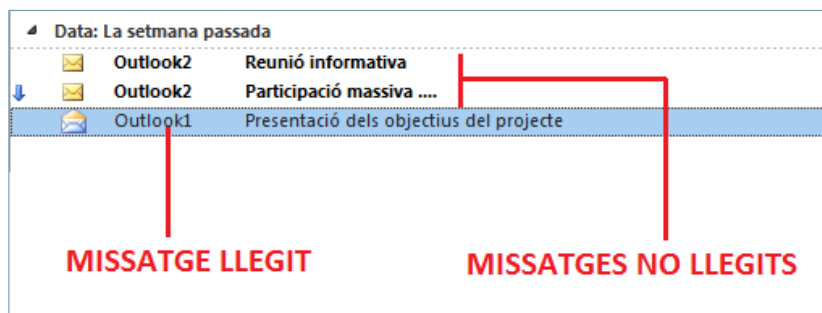 Data: La setmana passada
Outlook2 Reunió informativa
Outlook2 Participació massiva ....
Outlook1 Presentació dels objectius del projecte
MISSATGE LLEGIT
MISSATGES NO LLEGITS